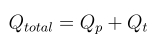 Q_{total} = Q_p + Q_t